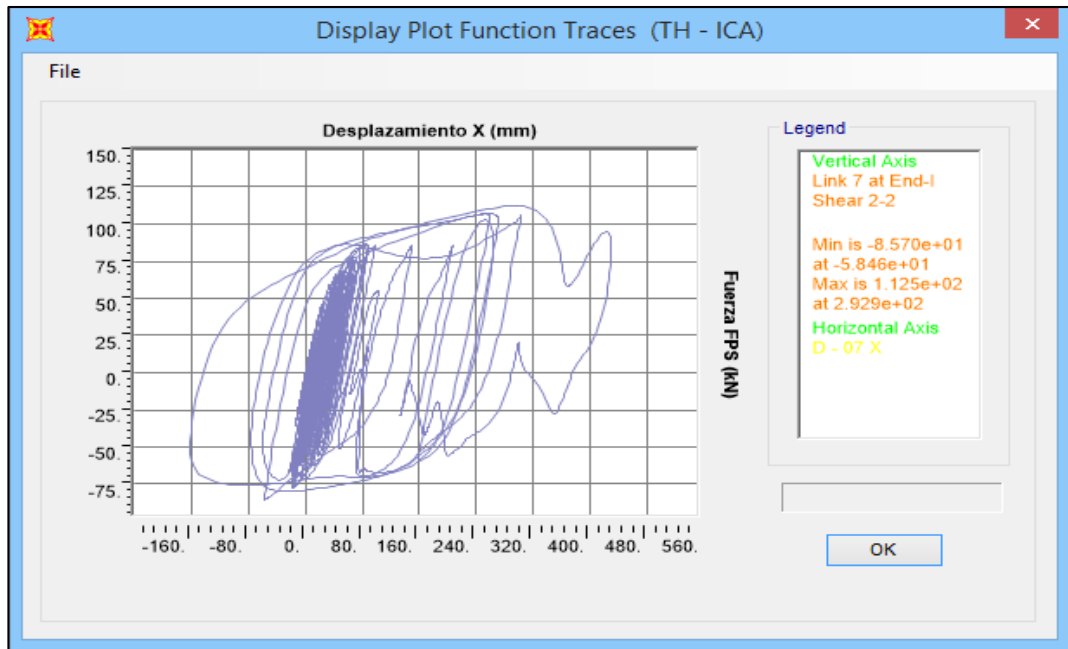 Display Plot Function Traces (TH - ICA)
File
Desplazamiento X (mm)
150.
125.
100.
75.
50.
25.
0.
-25.
-50.
-75.
-160. -80. 0. 80. 160. 240. 320. 400. 480. 560.
Fuerza FPS (kN)
Legend
Vertical Axis
Link 7 at End-I
Shear 2-2
Min is -8.570e+01
at -5.846e+01
Max is 1.125e+02
at 2.929e+02
Horizontal Axis
D - 07 X
OK